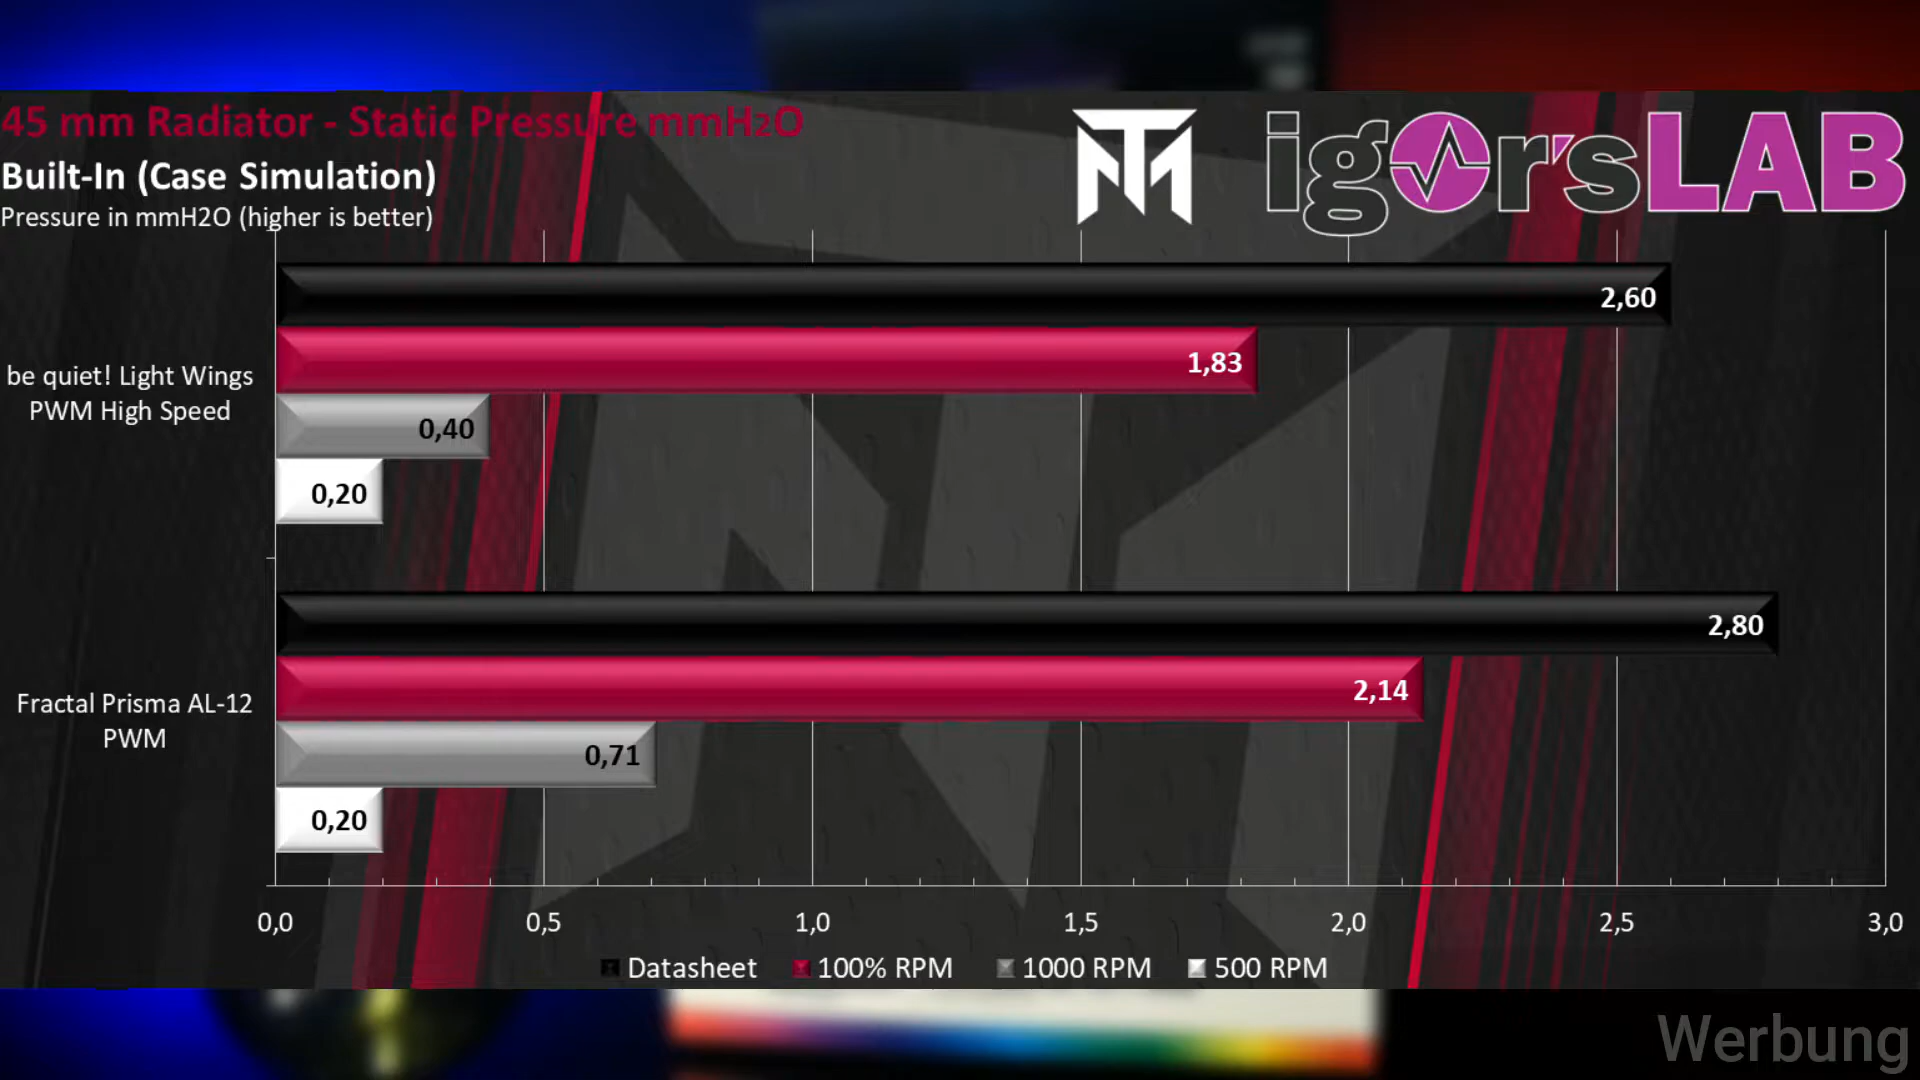 45 mm Radiator - Static Pressure mmH2O
Built-In (Case Simulation)
Pressure in mmH2O (higher is better)
igor'sLAB
2,60
1,83
be quiet! Light Wings
PWM High Speed
0,40
0,20
2,80
2,14
Fractal Prisma AL-12
PWM
0,71
0,20
0,0 0,5 1,0 1,5 2,0 2,5 3,0
Datasheet 100% RPM 1000 RPM 500 RPM
Werbung